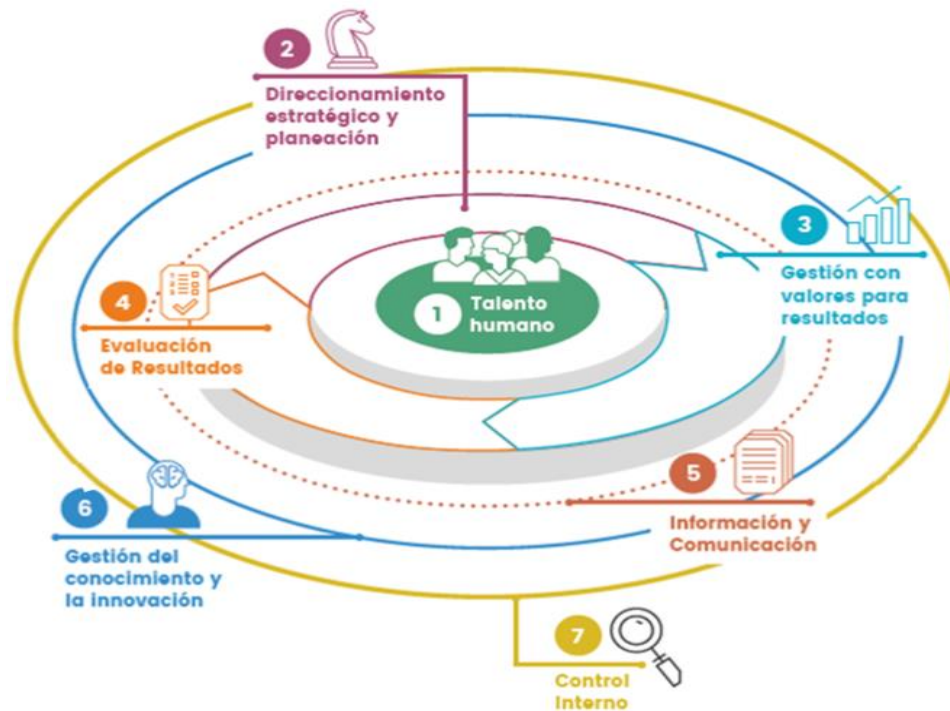 2
Direccionamiento
estratégico y
planeación
3
Gestión con
valores para
resultados
1
Talento
humano
4
Evaluación
de Resultados
5
Información y
Comunicación
6
Gestión del
conocimiento y
la innovación
7
Control
Interno